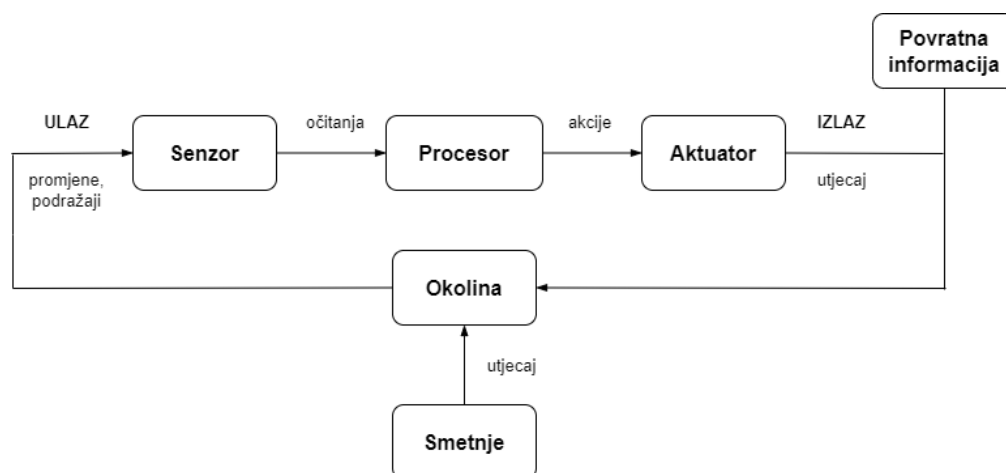 Povratna
informacija
ULAZ
očitanja
akcije
IZLAZ
Senzor
Procesor
Aktuator
promjene,
podražaji
utjecaj
Okolina
utjecaj
Smetnje